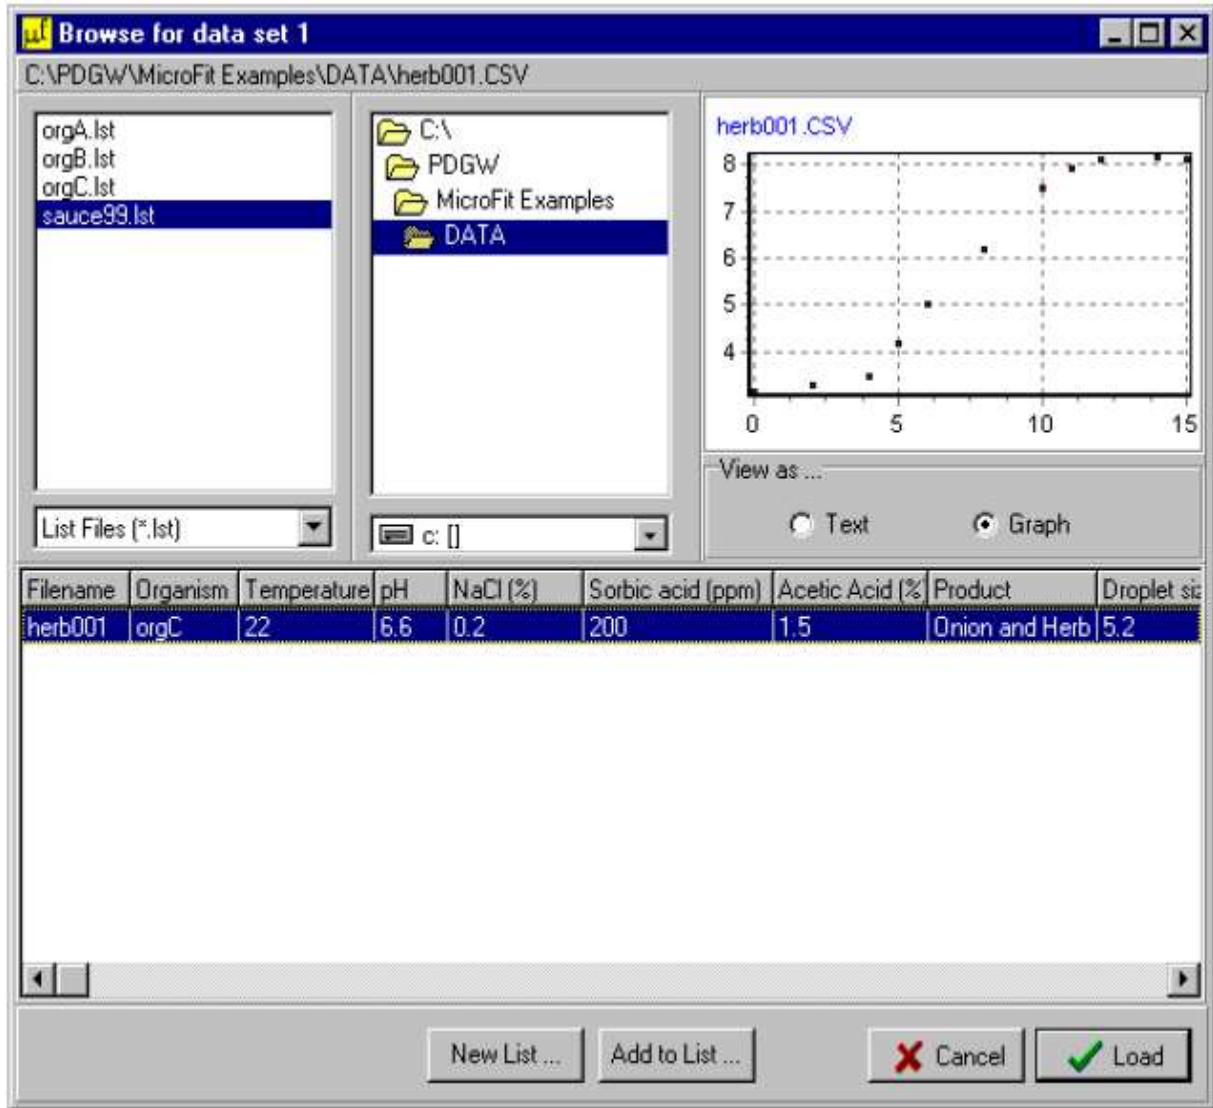 µf Browse for data set 1
C:\PDGW\MicroFit Examples\DATA\herb001.CSV
orgA.lst
orgB.lst
orgC.lst
sauce99.lst
List Files (*.lst)
C:\
PDGW
MicroFit Examples
DATA
c: []
herb001.CSV
8
7
6
5
4
0 5 10 15
View as ...
Text Graph
Filename Organism Temperature pH NaCl (%) Sorbic acid (ppm) Acetic Acid (% Product Droplet siz
herb001 orgC 22 6.6 0.2 200 1.5 Onion and Herb 5.2
New List ... Add to List ... Cancel Load